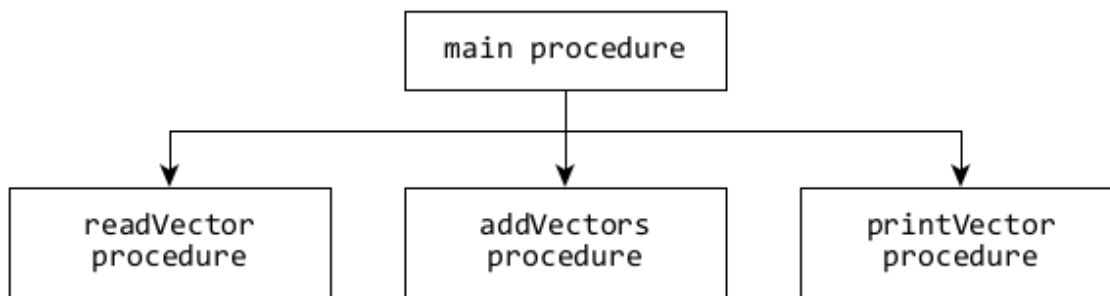 main procedure
readVector
procedure
addVectors
procedure
printVector
procedure